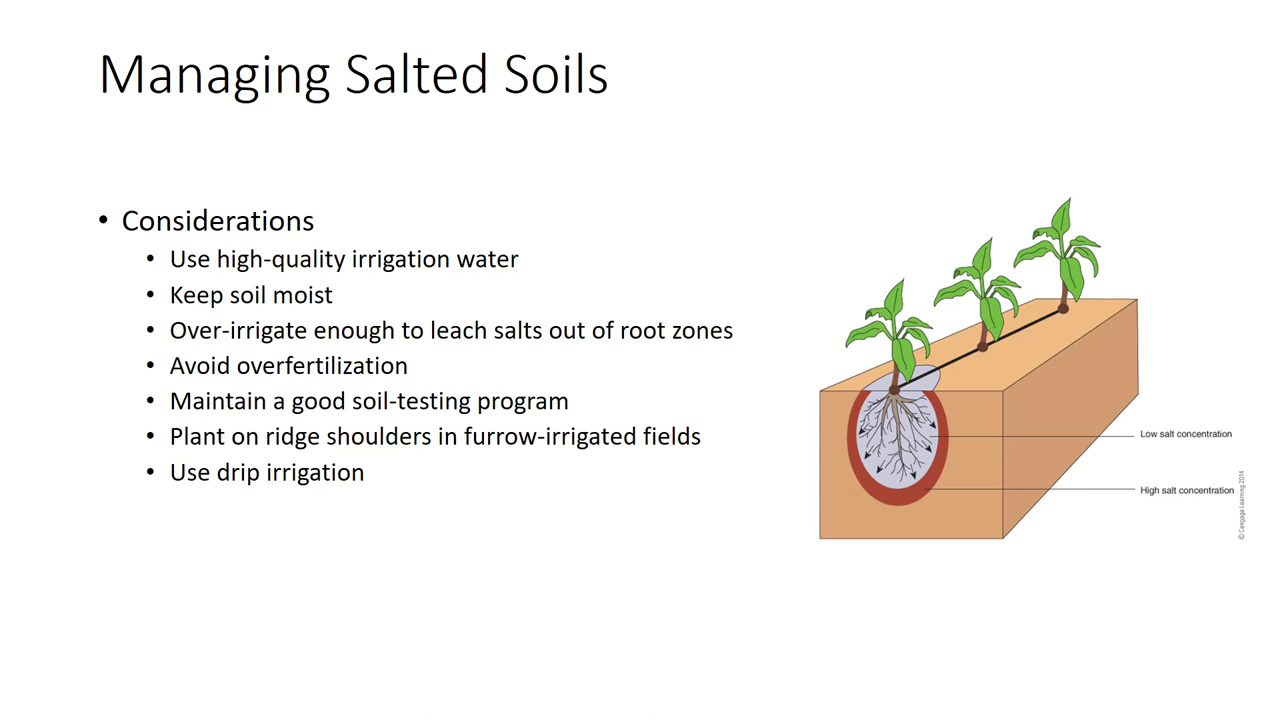 Managing Salted Soils
• Considerations
• Use high-quality irrigation water
• Keep soil moist
• Over-irrigate enough to leach salts out of root zones
• Avoid overfertilization
• Maintain a good soil-testing program
• Plant on ridge shoulders in furrow-irrigated fields
• Use drip irrigation
Low salt concentration
High salt concentration
© Cengage Learning 2014